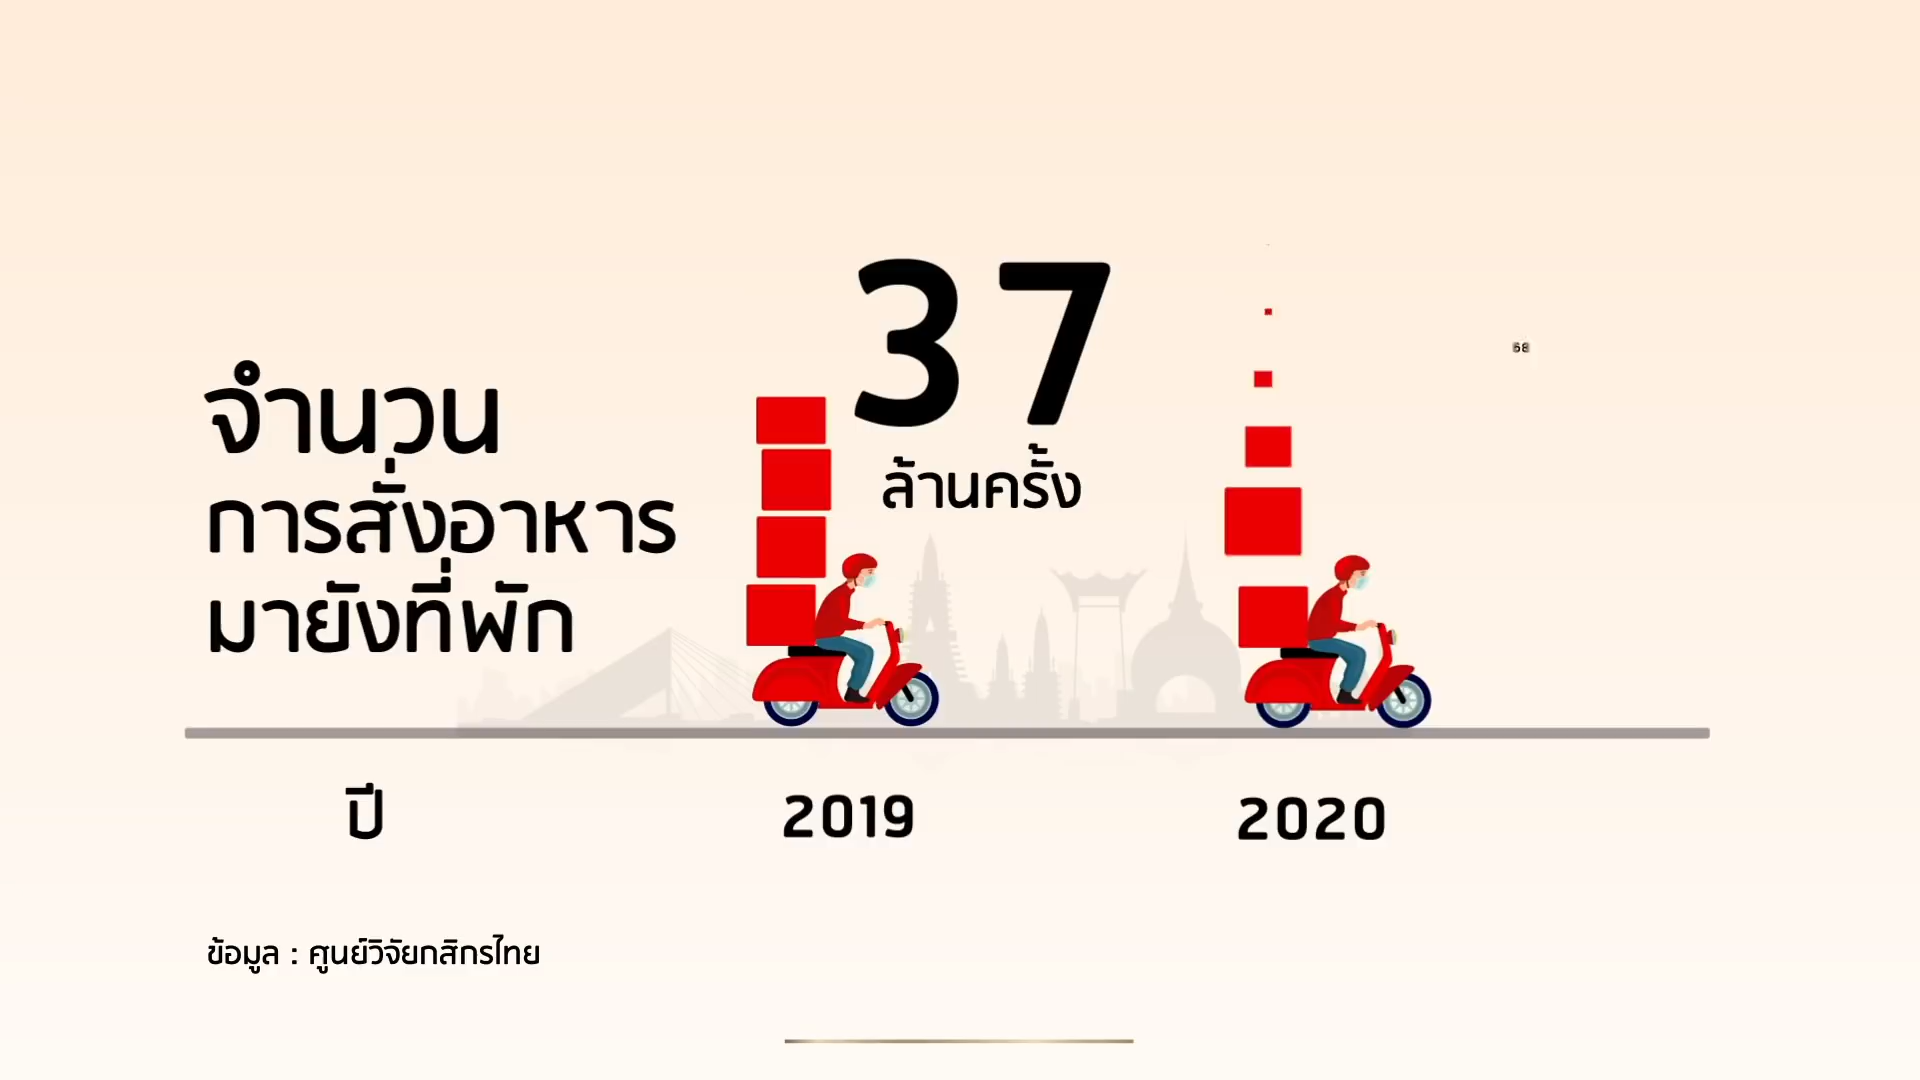 จำนวน
การสั่งอาหาร
มายังที่พัก
37
ล้านครั้ง
ปี
2019
2020
ข้อมูล : ศูนย์วิจัยกสิกรไทย